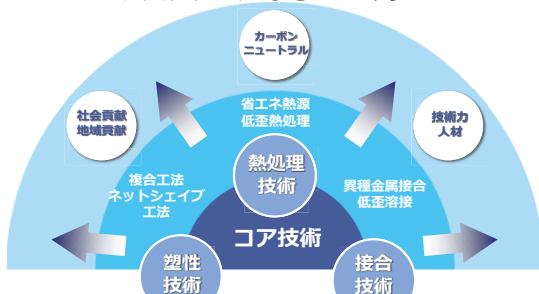 カーボン
ニュートラル
社会貢献
地域貢献
省エネ熱源
低歪熱処理
技術力
人材
熱処理
技術
複合工法
ネットシェイプ
工法
異種金属接合
低歪溶接
コア技術
塑性
技術
接合
技術